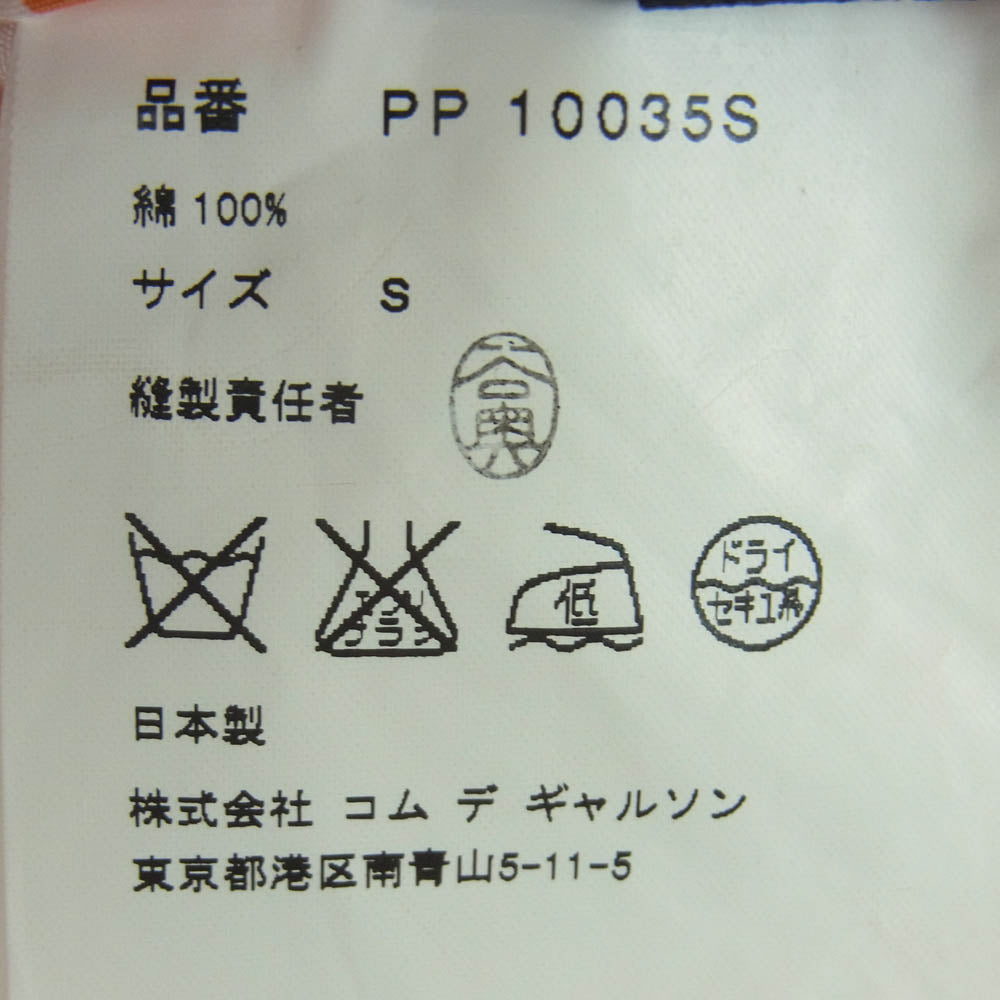 品番 PP 10035S
綿 100%
サイズ S
縫製責任者
低
ドライ
セキユ系
日本製
株式会社 コム デ ギャルソン
東京都港区南青山5-11-5